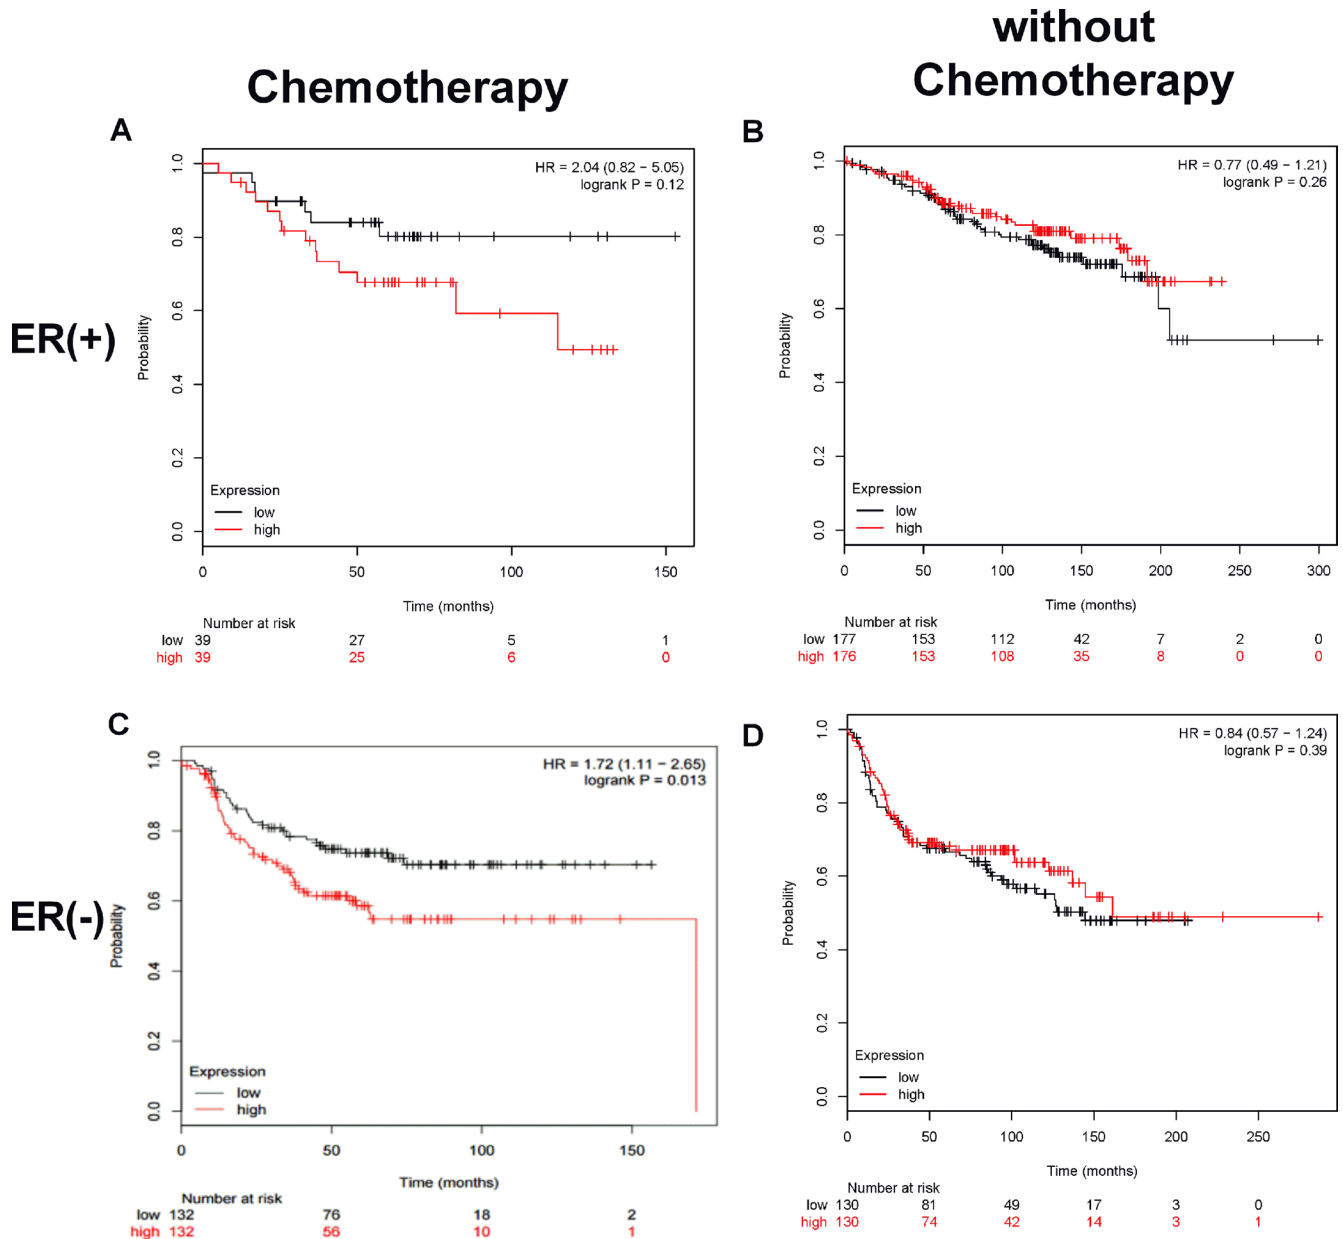 Chemotherapy
without
Chemotherapy
ER(+)
ER(-)
A
HR = 2.04 (0.82 − 5.05)
logrank P = 0.12
Probability
1.0
0.8
0.6
0.4
0.2
0.0
Expression
low
high
0 50 100 150
Time (months)
Number at risk
low 39 27 5 1
high 39 25 6 0
B
HR = 0.77 (0.49 − 1.21)
logrank P = 0.26
Probability
1.0
0.8
0.6
0.4
0.2
0.0
Expression
low
high
0 50 100 150 200 250 300
Time (months)
Number at risk
low 177 153 112 42 7 2 0
high 176 153 108 35 8 0 0
C
HR = 1.72 (1.11 − 2.65)
logrank P = 0.013
Probability
1.0
0.8
0.6
0.4
0.2
0.0
Expression
low
high
0 50 100 150
Time (months)
Number at risk
low 132 76 18 2
high 132 56 10 1
D
HR = 0.84 (0.57 − 1.24)
logrank P = 0.39
Probability
1.0
0.8
0.6
0.4
0.2
0.0
Expression
low
high
0 50 100 150 200 250
Time (months)
Number at risk
low 130 81 49 17 3 0
high 130 74 42 14 3 1